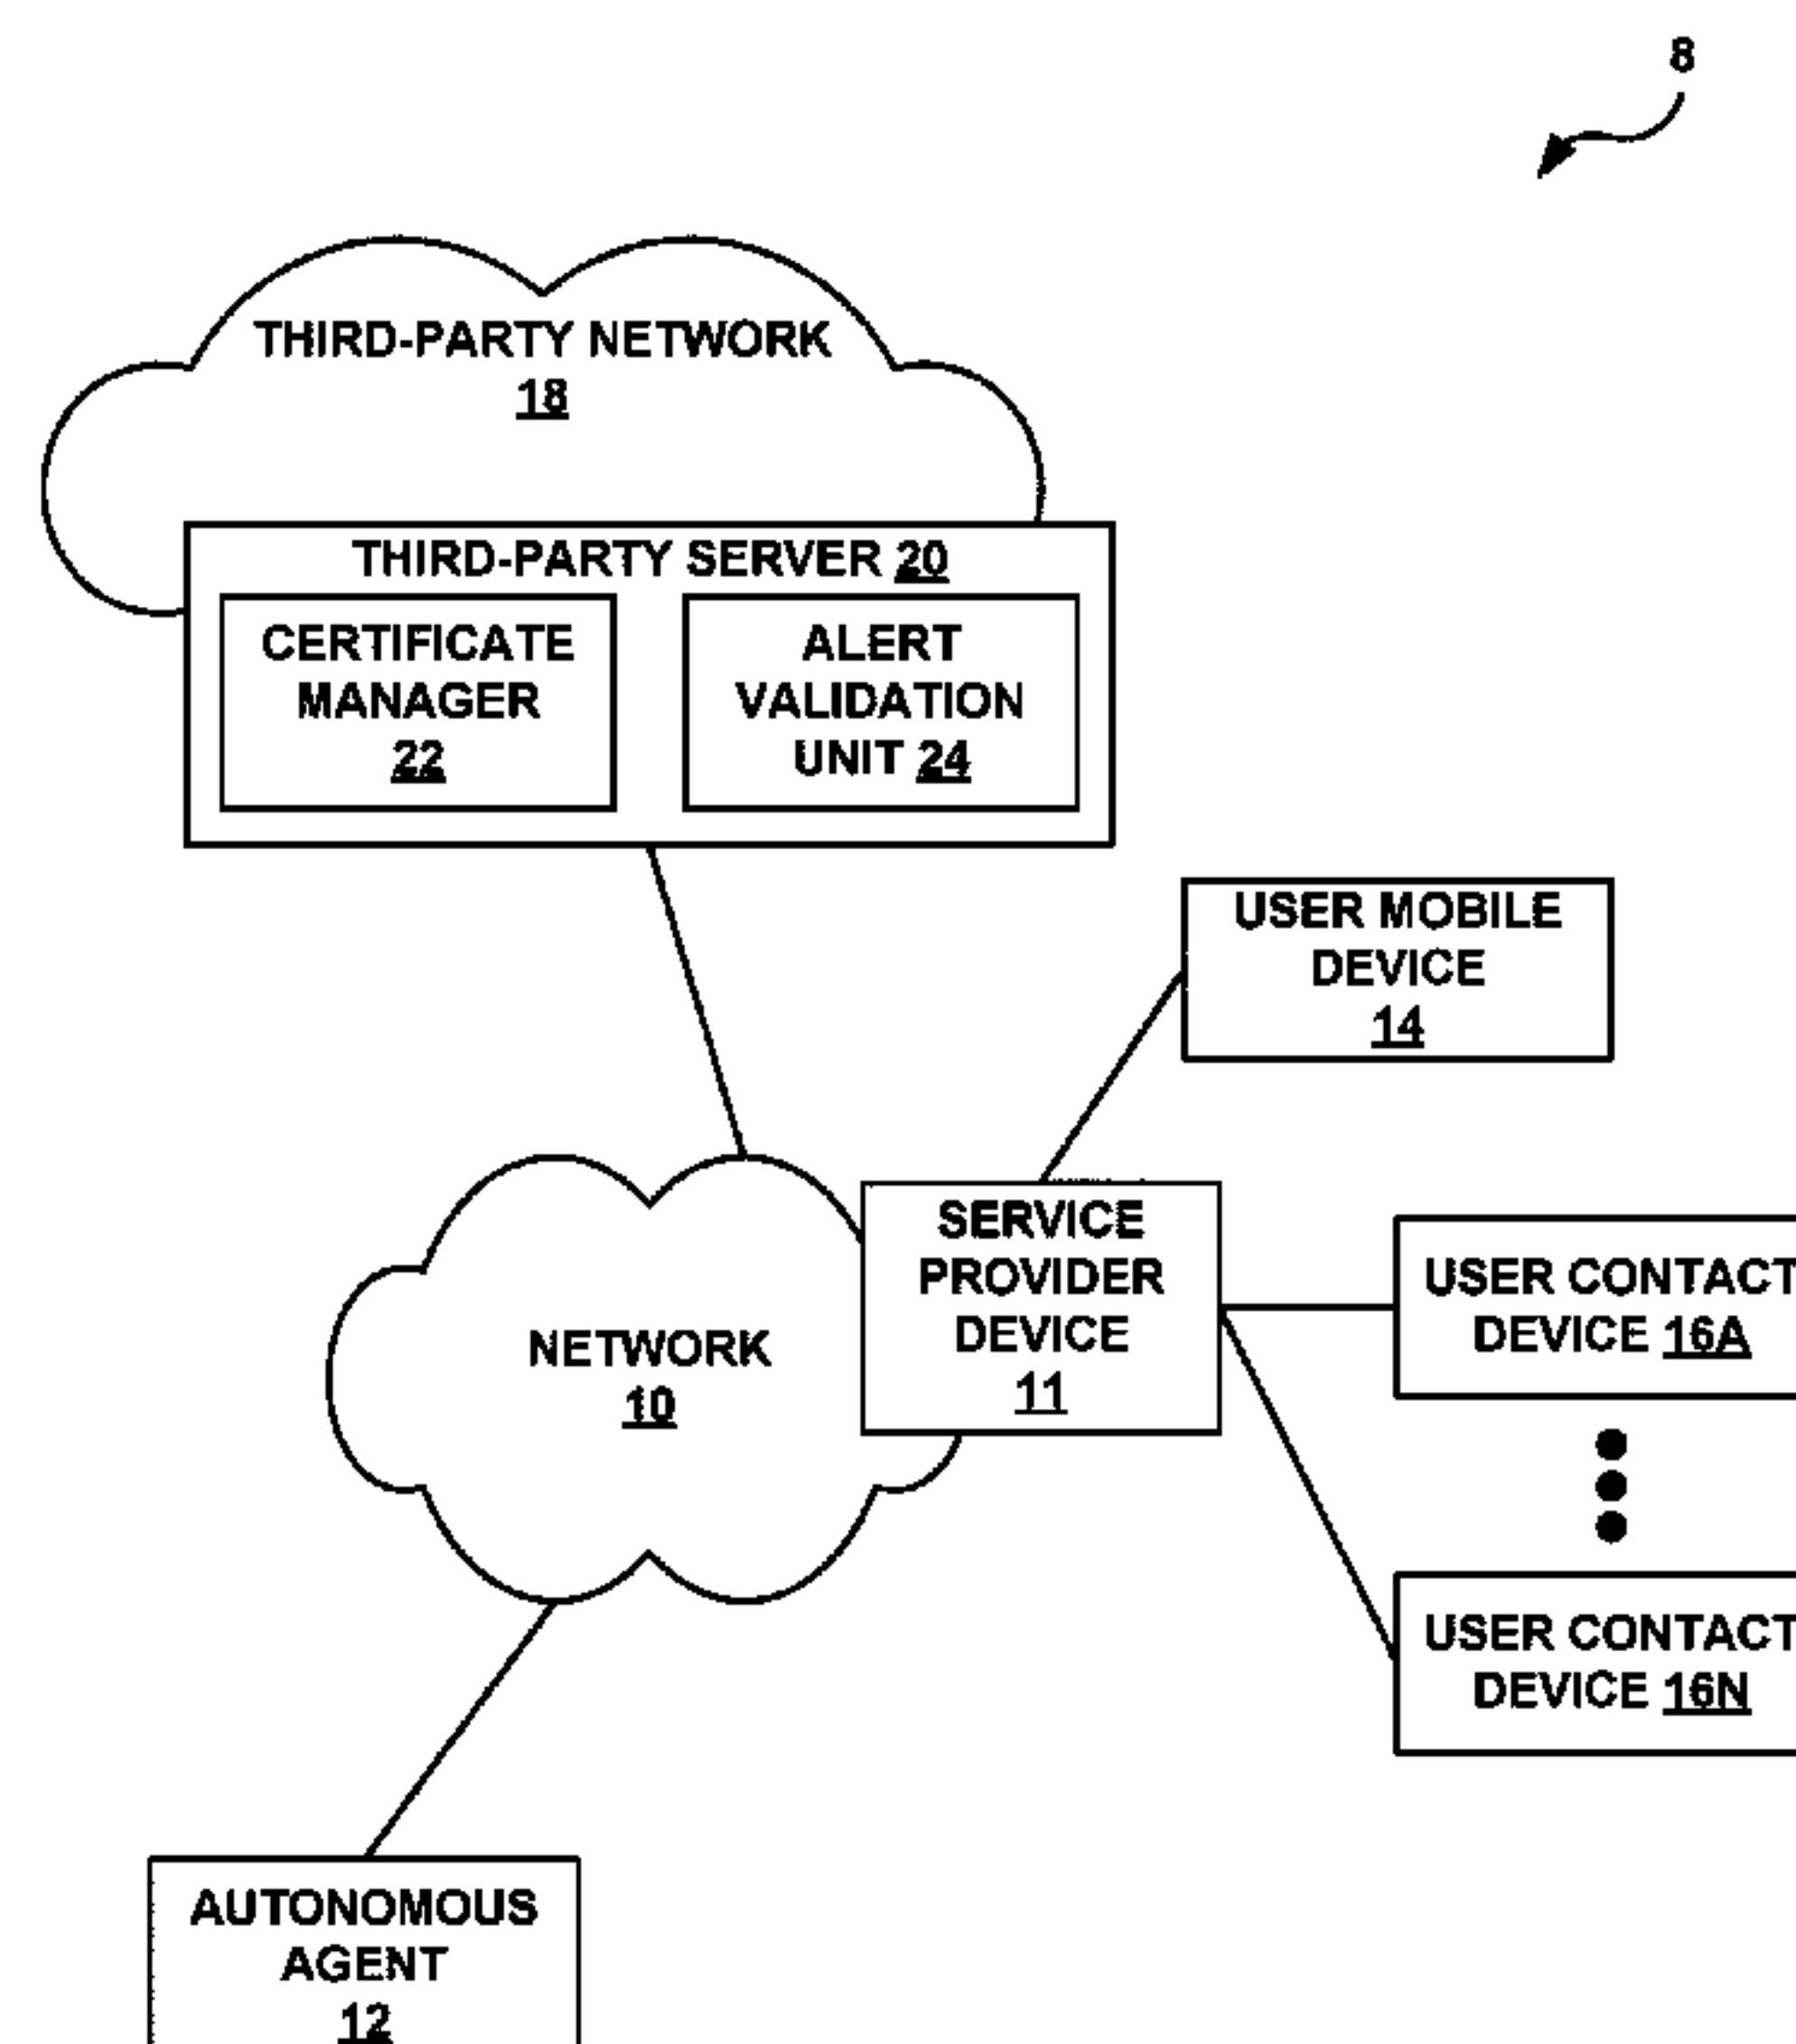 8
THIRD-PARTY NETWORK
18
THIRD-PARTY SERVER 20
CERTIFICATE
MANAGER
22
ALERT
VALIDATION
UNIT 24
USER MOBILE
DEVICE
14
SERVICE
PROVIDER
DEVICE
11
USER CONTACT
DEVICE 16A
NETWORK
10
USER CONTACT
DEVICE 16N
AUTONOMOUS
AGENT
12